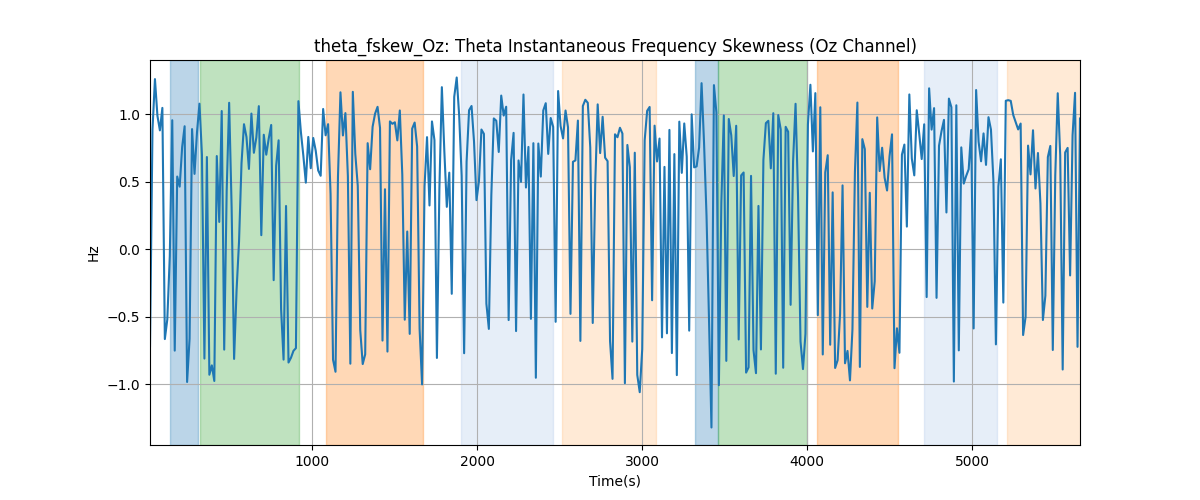 theta_fskew_Oz: Theta Instantaneous Frequency Skewness (Oz Channel)
1.0
0.5
0.0
−0.5
−1.0
Hz
1000 2000 3000 4000 5000
Time(s)